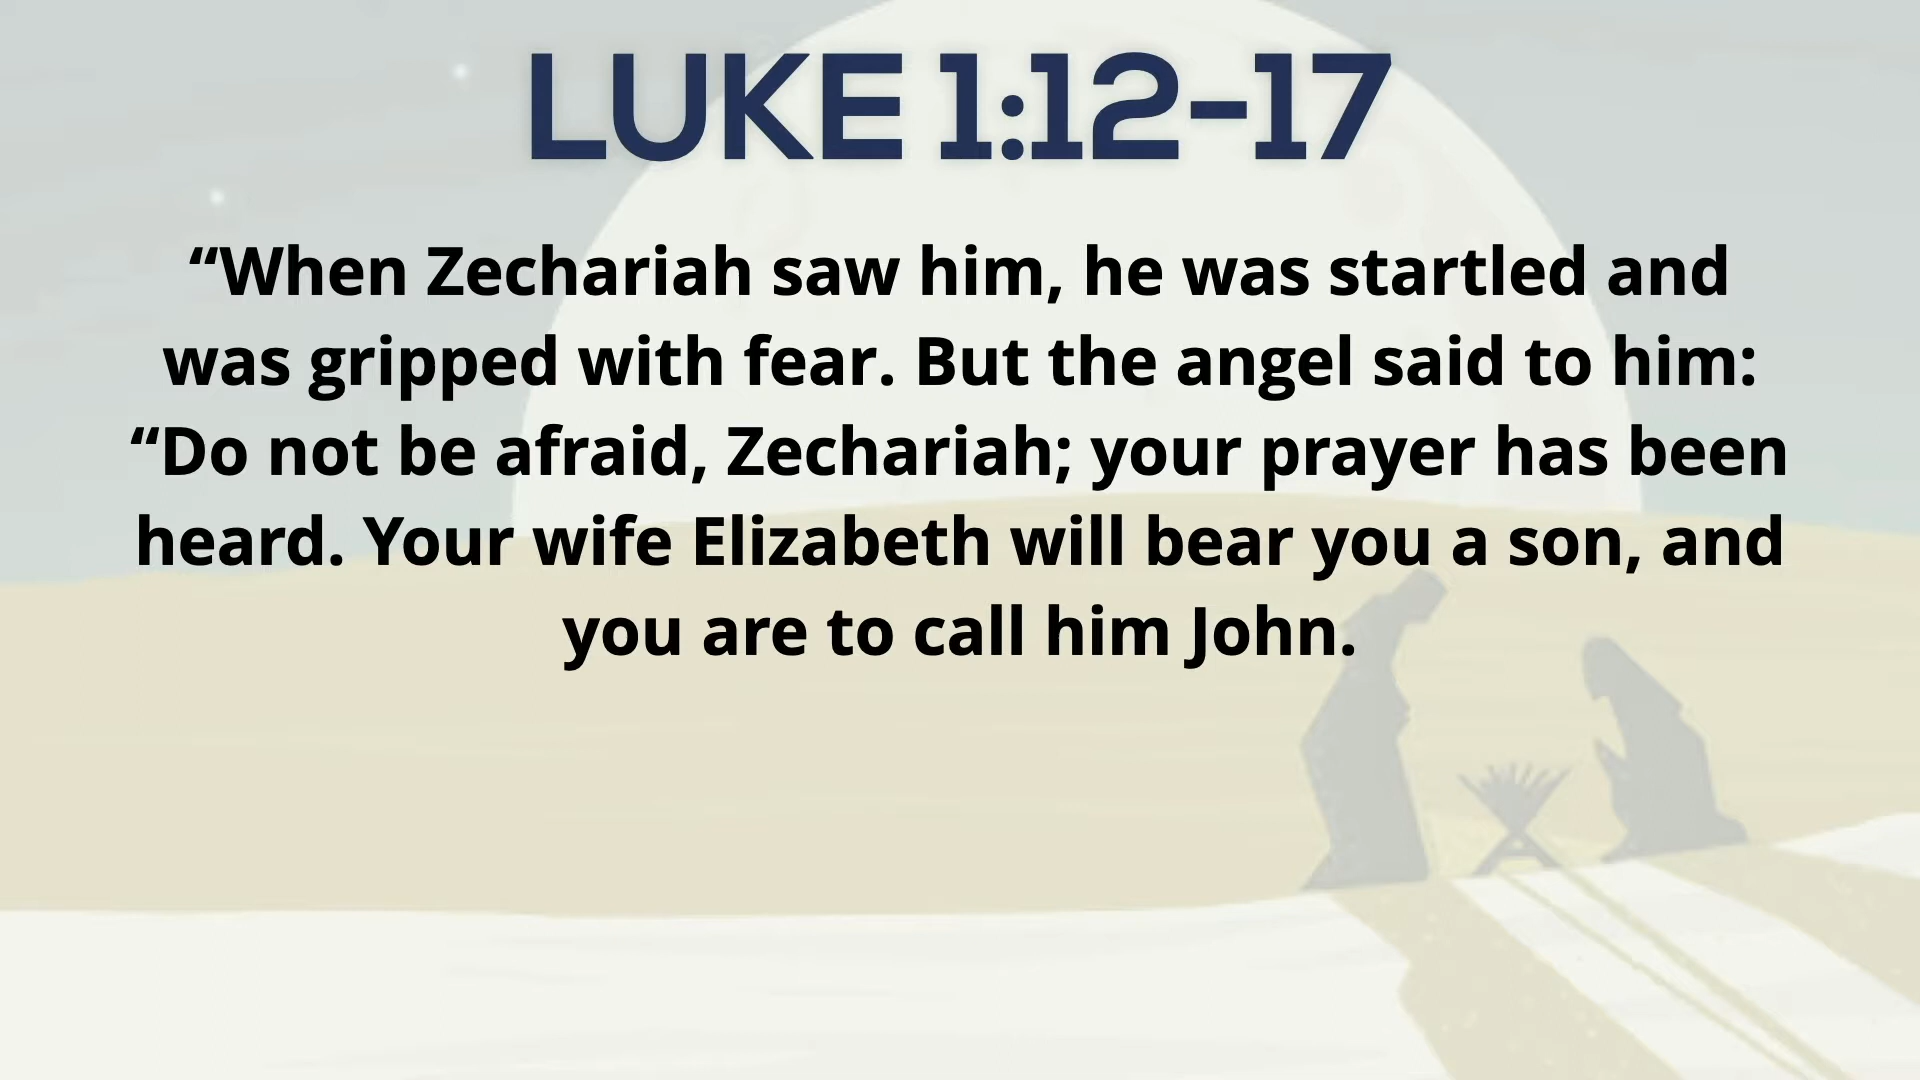 LUKE 1:12-17
“When Zechariah saw him, he was startled and
was gripped with fear. But the angel said to him:
“Do not be afraid, Zechariah; your prayer has been
heard. Your wife Elizabeth will bear you a son, and
you are to call him John.